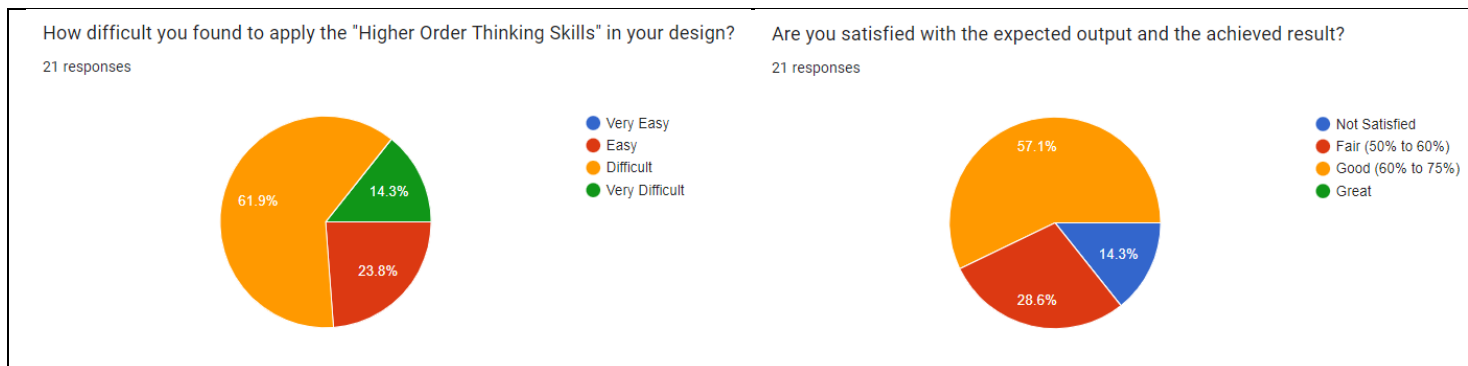 How difficult you found to apply the "Higher Order Thinking Skills" in your design?
21 responses
Very Easy
Easy
Difficult
Very Difficult
61.9%
14.3%
23.8%
Are you satisfied with the expected output and the achieved result?
21 responses
Not Satisfied
Fair (50% to 60%)
Good (60% to 75%)
Great
57.1%
14.3%
28.6%